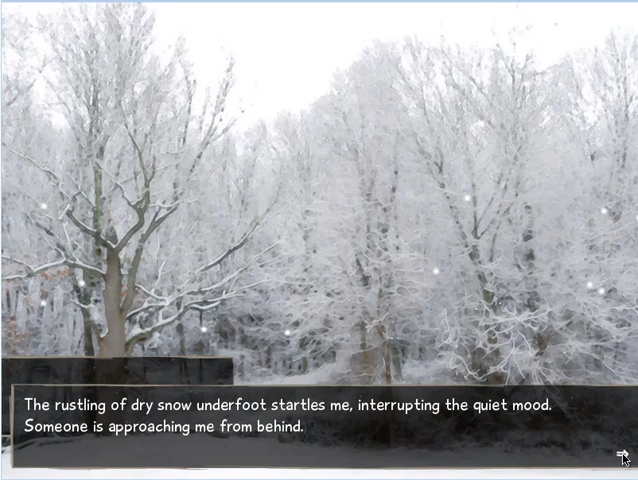 The rustling of dry snow underfoot startles me, interrupting the quiet mood.
Someone is approaching me from behind.